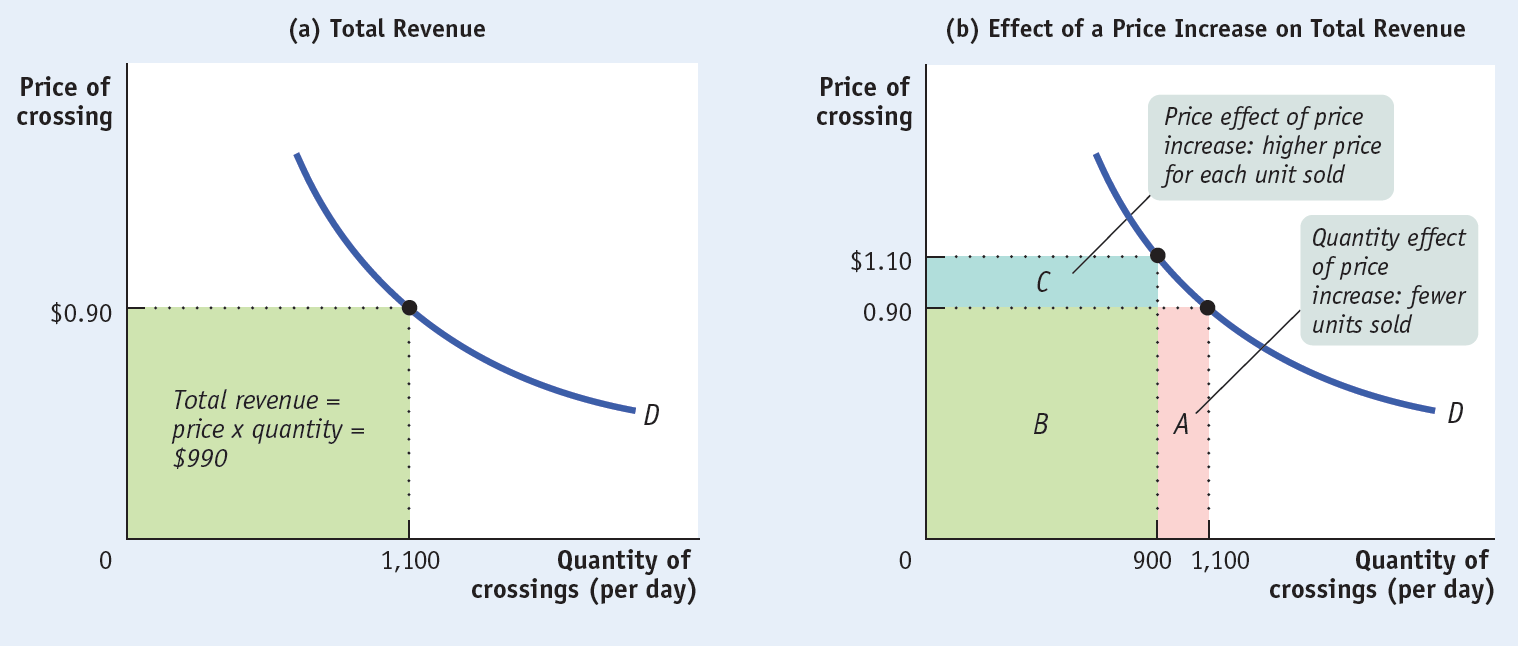 (a) Total Revenue
Price of
crossing
$0.90
Total revenue =
price x quantity =
$990
D
0
1,100
Quantity of
crossings (per day)
(b) Effect of a Price Increase on Total Revenue
Price of
crossing
Price effect of price
increase: higher price
for each unit sold
Quantity effect
of price
increase: fewer
units sold
$1.10
C
0.90
B
A
D
0
900
1,100
Quantity of
crossings (per day)